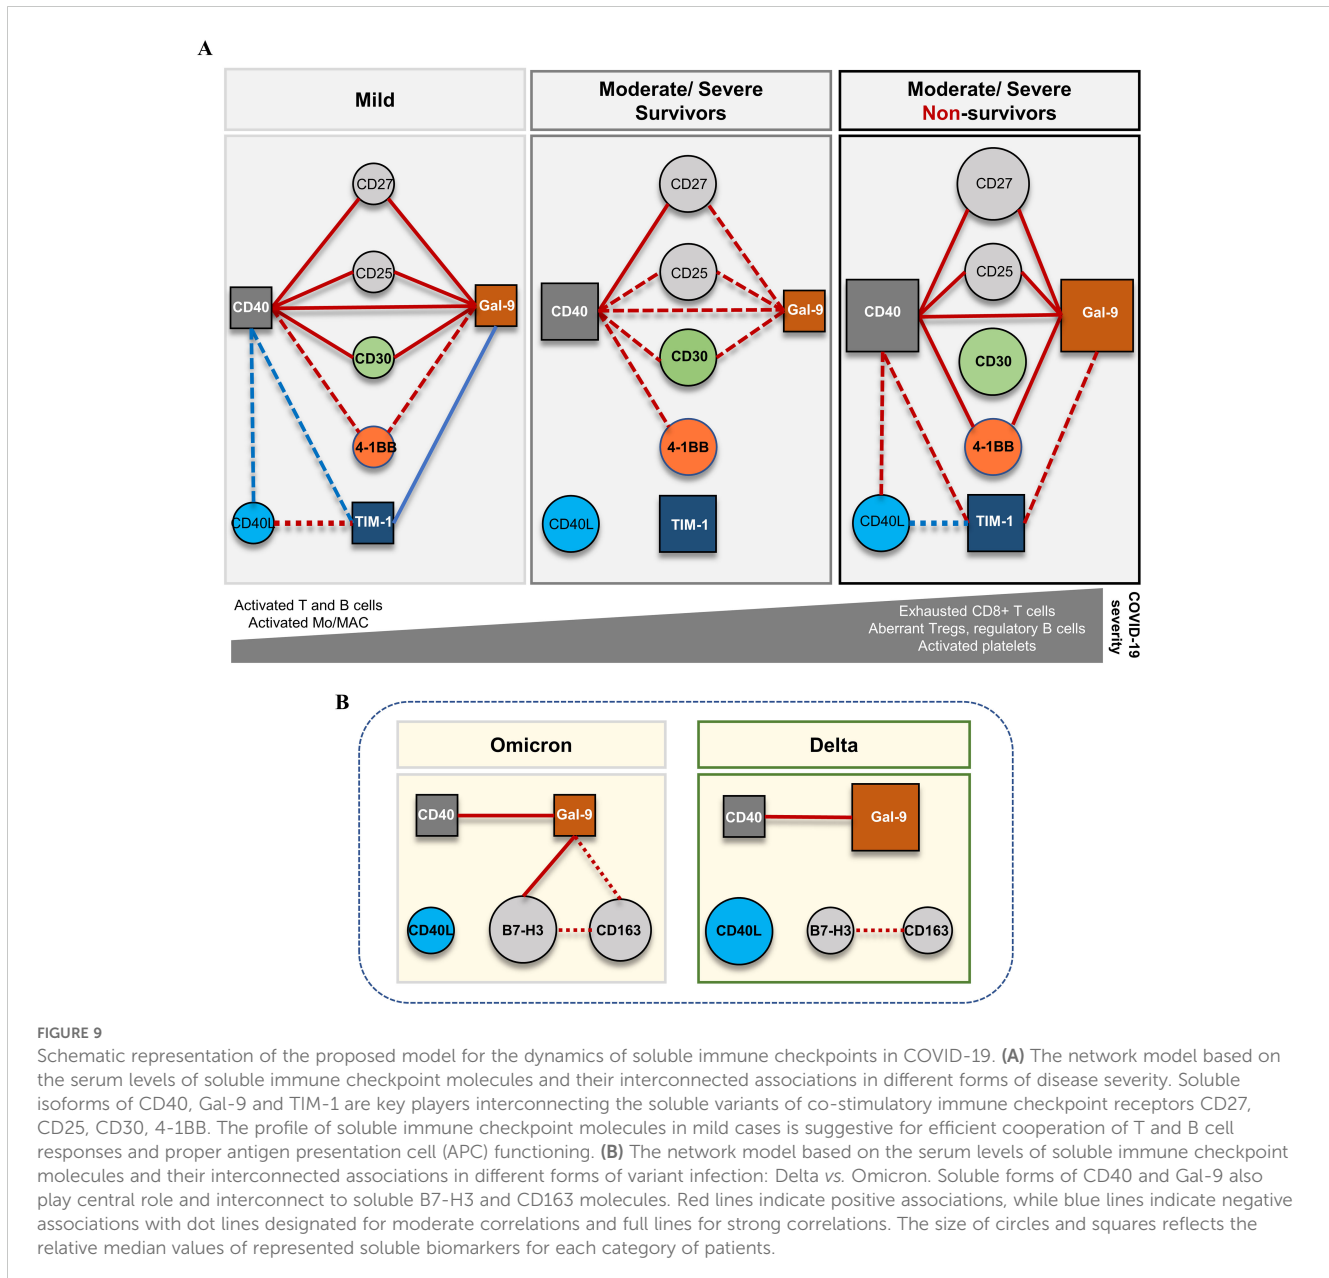 A
Mild
Moderate/ Severe
Survivors
Moderate/ Severe
Non-survivors
CD27
CD25
CD40
Gal-9
CD30
4-1BB
CD40L
TIM-1
CD27
CD25
CD40
Gal-9
CD30
4-1BB
CD40L
TIM-1
CD27
CD25
CD40
Gal-9
CD30
4-1BB
CD40L
TIM-1
Activated T and B cells
Activated Mo/MAC
Exhausted CD8+ T cells
Aberrant Tregs, regulatory B cells
Activated platelets
COVID-19
severity
B
Omicron
Delta
CD40
Gal-9
CD40L
B7-H3
CD163
CD40
Gal-9
CD40L
B7-H3
CD163
FIGURE 9
Schematic representation of the proposed model for the dynamics of soluble immune checkpoints in COVID-19. (A) The network model based on
the serum levels of soluble immune checkpoint molecules and their interconnected associations in different forms of disease severity. Soluble
isoforms of CD40, Gal-9 and TIM-1 are key players interconnecting the soluble variants of co-stimulatory immune checkpoint receptors CD27,
CD25, CD30, 4-1BB. The profile of soluble immune checkpoint molecules in mild cases is suggestive for efficient cooperation of T and B cell
responses and proper antigen presentation cell (APC) functioning. (B) The network model based on the serum levels of soluble immune checkpoint
molecules and their interconnected associations in different forms of variant infection: Delta vs. Omicron. Soluble forms of CD40 and Gal-9 also
play central role and interconnect to soluble B7-H3 and CD163 molecules. Red lines indicate positive associations, while blue lines indicate negative
associations with dot lines designated for moderate correlations and full lines for strong correlations. The size of circles and squares reflects the
relative median values of represented soluble biomarkers for each category of patients.